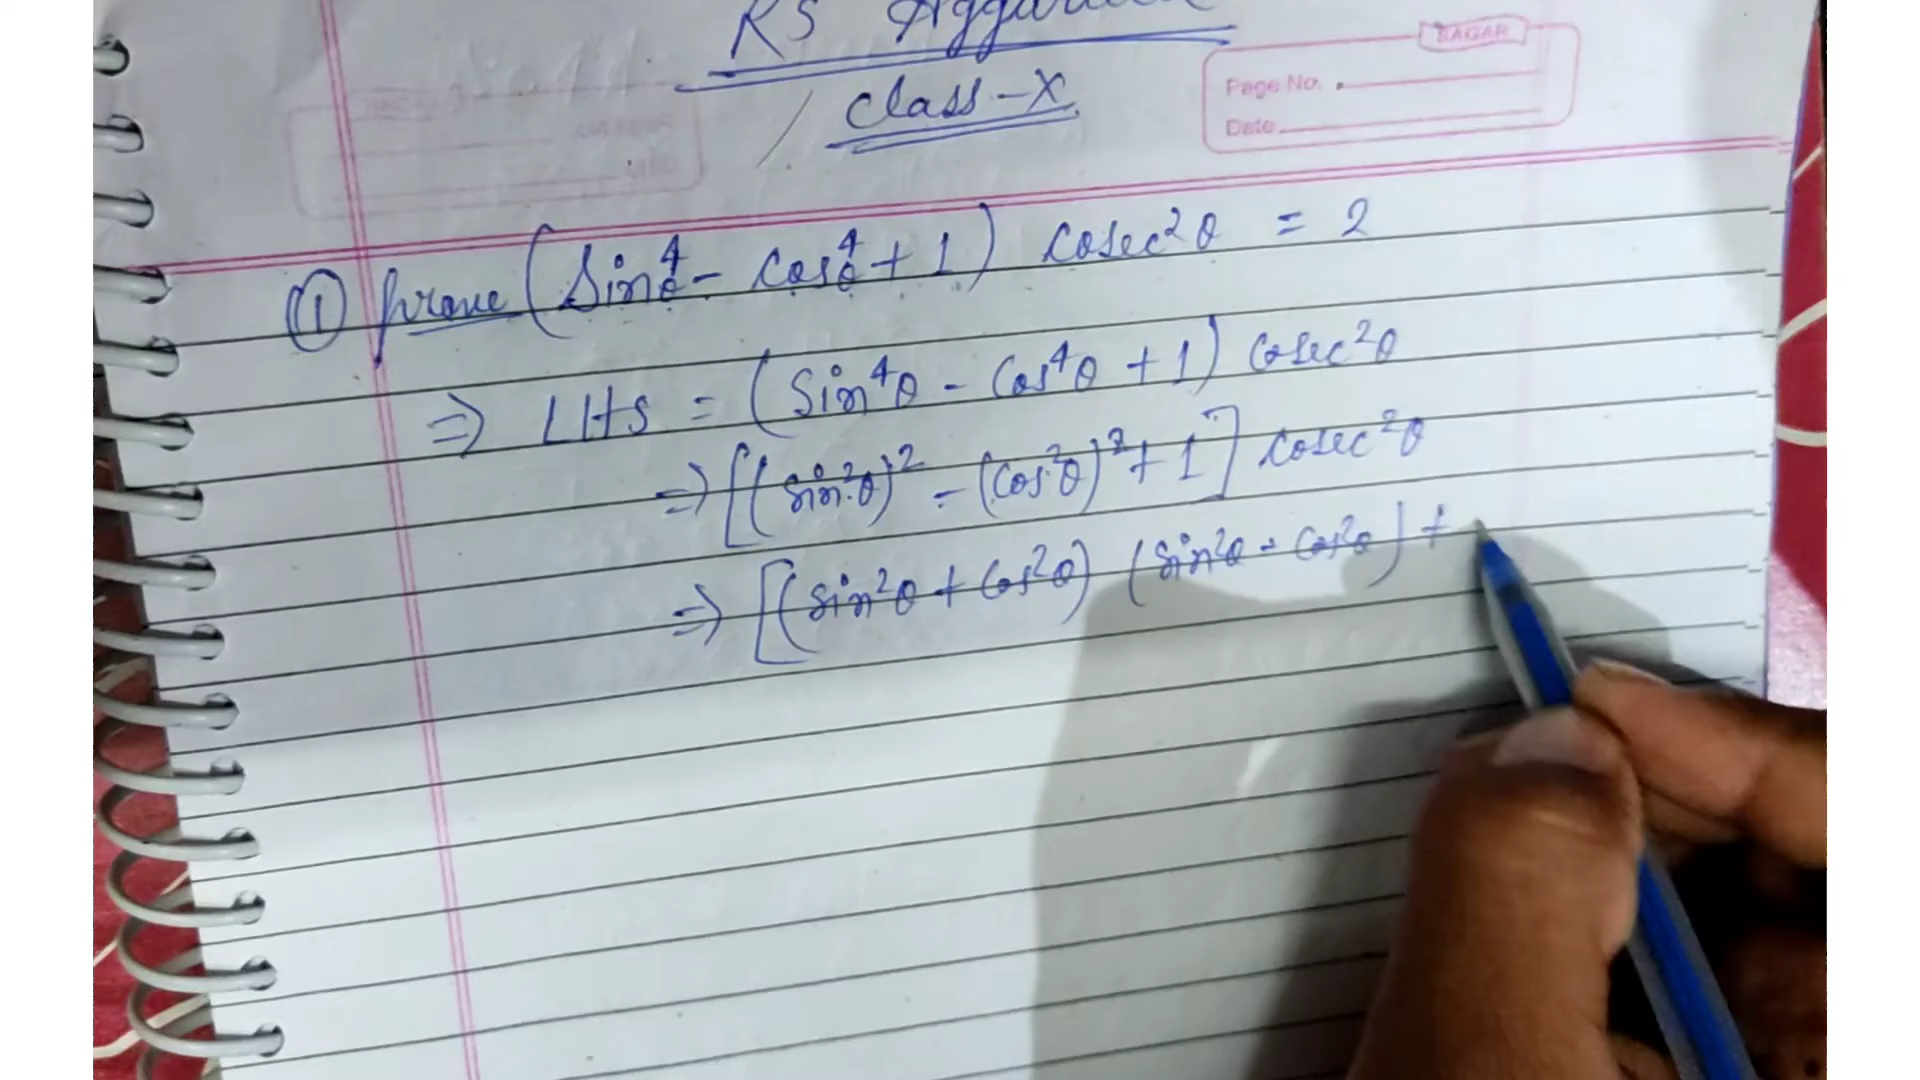 RS Aggarwal
Class-X
SAGAR
Page No.
Date
① prove (Sin⁴θ - Cos⁴θ + 1) Cosec²θ = 2
⇒ LHS = (Sin⁴θ - Cos⁴θ + 1) Cosec²θ
⇒ [(Sin²θ)² - (Cos²θ)² + 1] Cosec²θ
⇒ [(Sin²θ + Cos²θ) (Sin²θ - Cos²θ) +